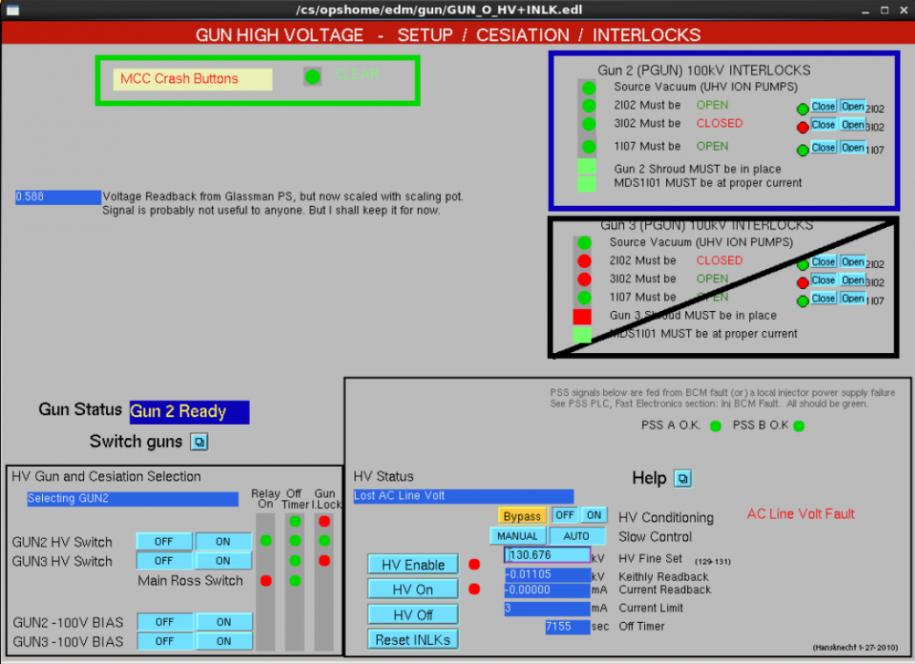 /cs/opshome/edm/gun/GUN_O_HV+INLK.edl
GUN HIGH VOLTAGE - SETUP / CESIATION / INTERLOCKS
MCC Crash Buttons
CLEAR
Gun 2 (PGUN) 100kV INTERLOCKS
Source Vacuum (UHV ION PUMPS)
2I02 Must be OPEN Close Open 2I02
3I02 Must be CLOSED Close Open 3I02
1I07 Must be OPEN Close Open 1I07
Gun 2 Shroud MUST be in place
MDS1I01 MUST be at proper current
0.588 Voltage Readback from Glassman PS, but now scaled with scaling pot.
Signal is probably not useful to anyone. But I shall keep it for now.
Gun 3 (PGUN) 100kV INTERLOCKS
Source Vacuum (UHV ION PUMPS)
2I02 Must be CLOSED Close Open 2I02
3I02 Must be OPEN Close Open 3I02
1I07 Must be OPEN Close Open 1I07
Gun 3 Shroud MUST be in place
MDS1I01 MUST be at proper current
Gun Status Gun 2 Ready
Switch guns
PSS signals below are fed from BCM fault (or) a local injector power supply failure
See PSS PLC, Fast Electronics section: Inj BCM Fault. All should be green.
PSS A O.K. PSS B O.K
HV Gun and Cesiation Selection
Selecting GUN2
Relay On
Off Timer
Gun I.Lock
GUN2 HV Switch OFF ON
GUN3 HV Switch OFF ON
Main Ross Switch
GUN2 -100V BIAS OFF ON
GUN3 -100V BIAS OFF ON
HV Status
Lost AC Line Volt
Help
Bypass OFF ON HV Conditioning
AC Line Volt Fault
MANUAL AUTO Slow Control
HV Enable
HV On
HV Off
Reset INLKs
130.676 kV HV Fine Set (129-131)
-0.01105 kV Keithly Readback
-0.00000 mA Current Readback
3 mA Current Limit
7155 sec Off Timer
(Hansknecht 1-27-2010)